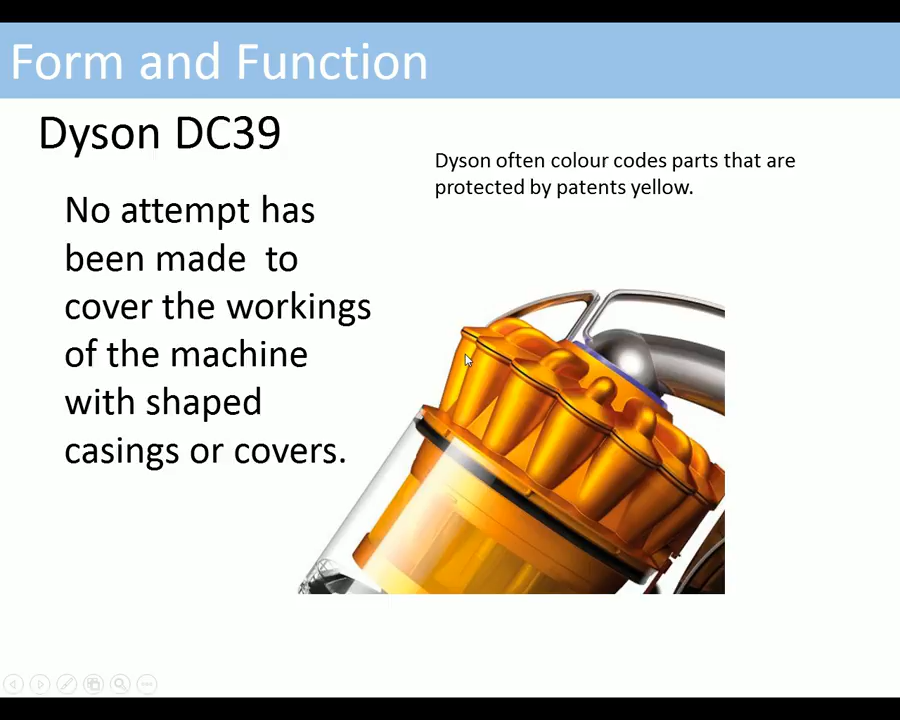 Form and Function
Dyson DC39
Dyson often colour codes parts that are
protected by patents yellow.
No attempt has
been made  to
cover the workings
of the machine
with shaped
casings or covers.